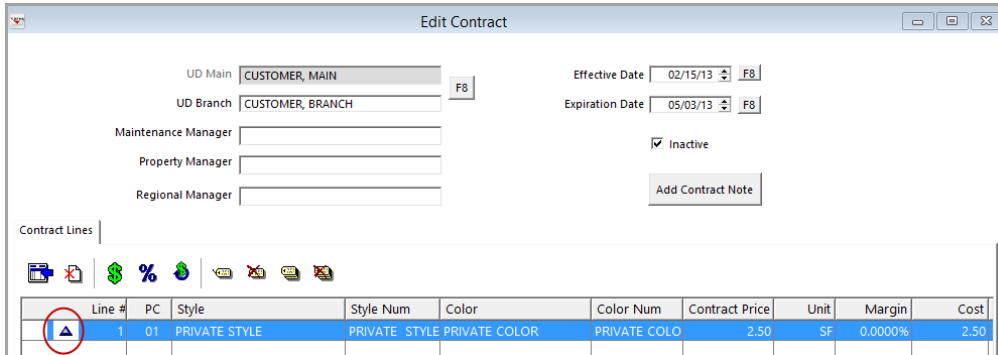 Edit Contract
UD Main CUSTOMER, MAIN F8 Effective Date 02/15/13 F8
UD Branch CUSTOMER, BRANCH Expiration Date 05/03/13 F8
Maintenance Manager
Inactive
Property Manager
Regional Manager Add Contract Note
Contract Lines
$ % $
Line # PC Style Style Num Color Color Num Contract Price Unit Margin Cost
1 01 PRIVATE STYLE PRIVATE STYLE PRIVATE COLOR PRIVATE COLO 2.50 SF 0.0000% 2.50